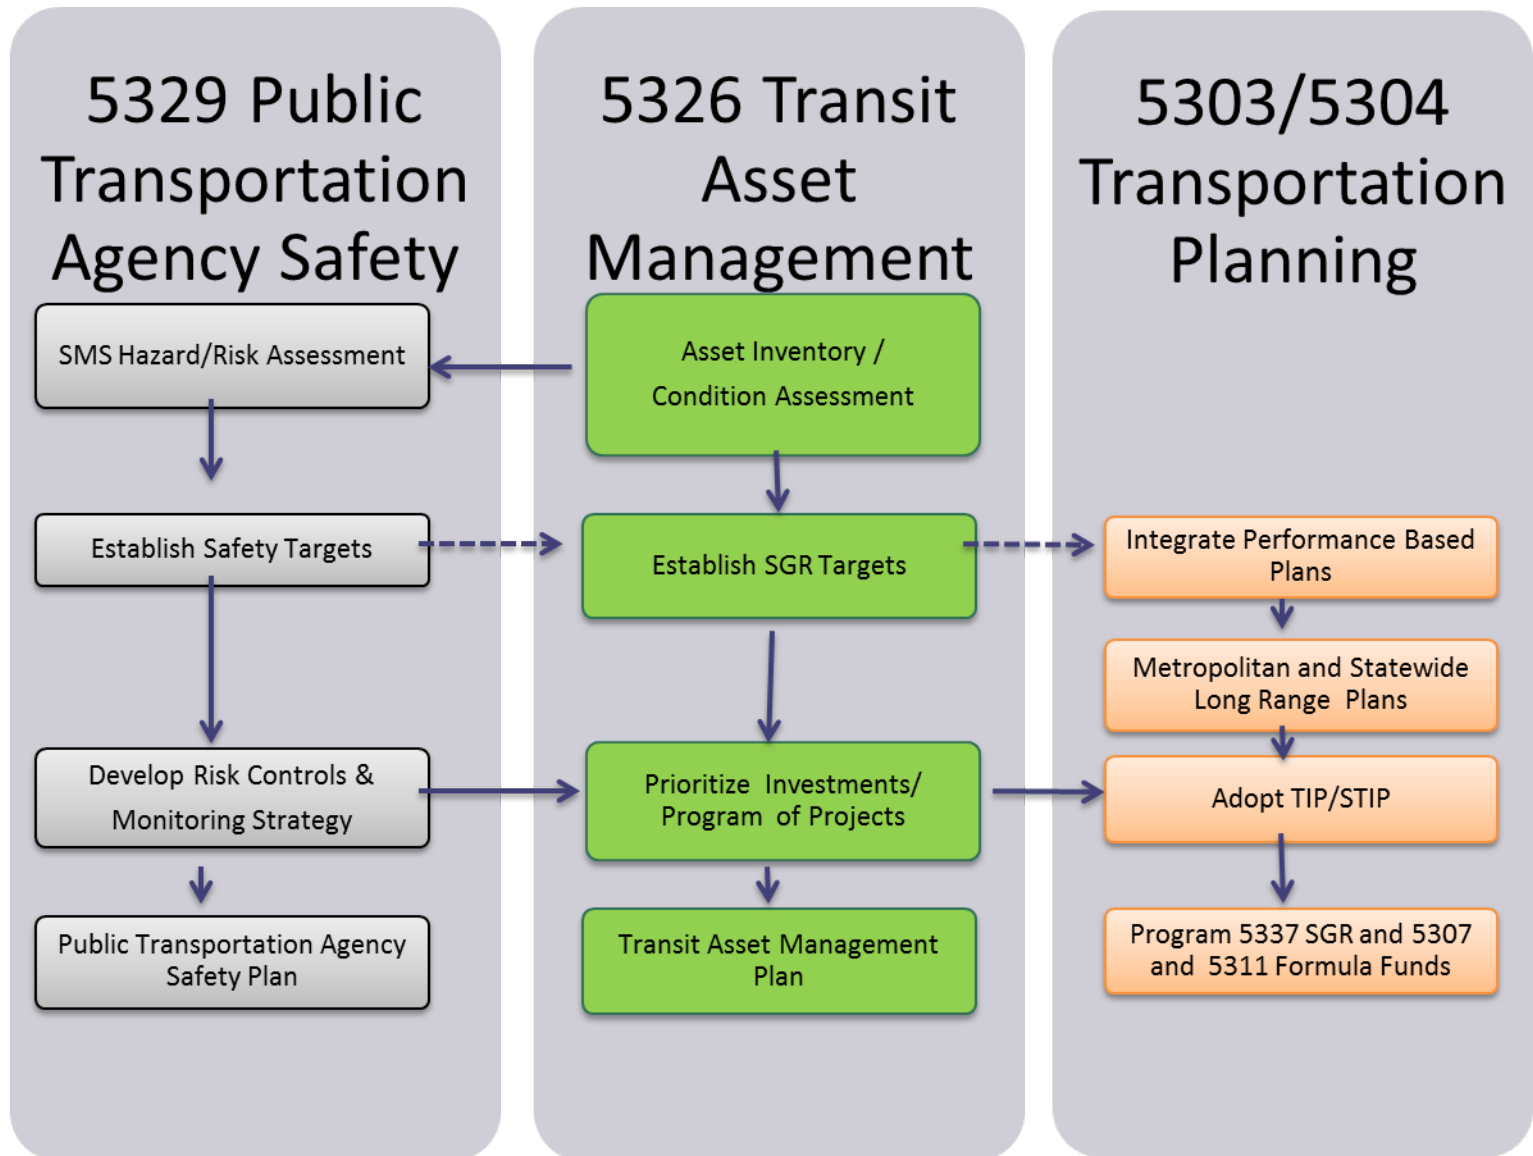 5329 Public
Transportation
Agency Safety
SMS Hazard/Risk Assessment
Establish Safety Targets
Develop Risk Controls &
Monitoring Strategy
Public Transportation Agency
Safety Plan
5326 Transit
Asset
Management
Asset Inventory /
Condition Assessment
Establish SGR Targets
Prioritize Investments/
Program of Projects
Transit Asset Management
Plan
5303/5304
Transportation
Planning
Integrate Performance Based
Plans
Metropolitan and Statewide
Long Range Plans
Adopt TIP/STIP
Program 5337 SGR and 5307
and 5311 Formula Funds